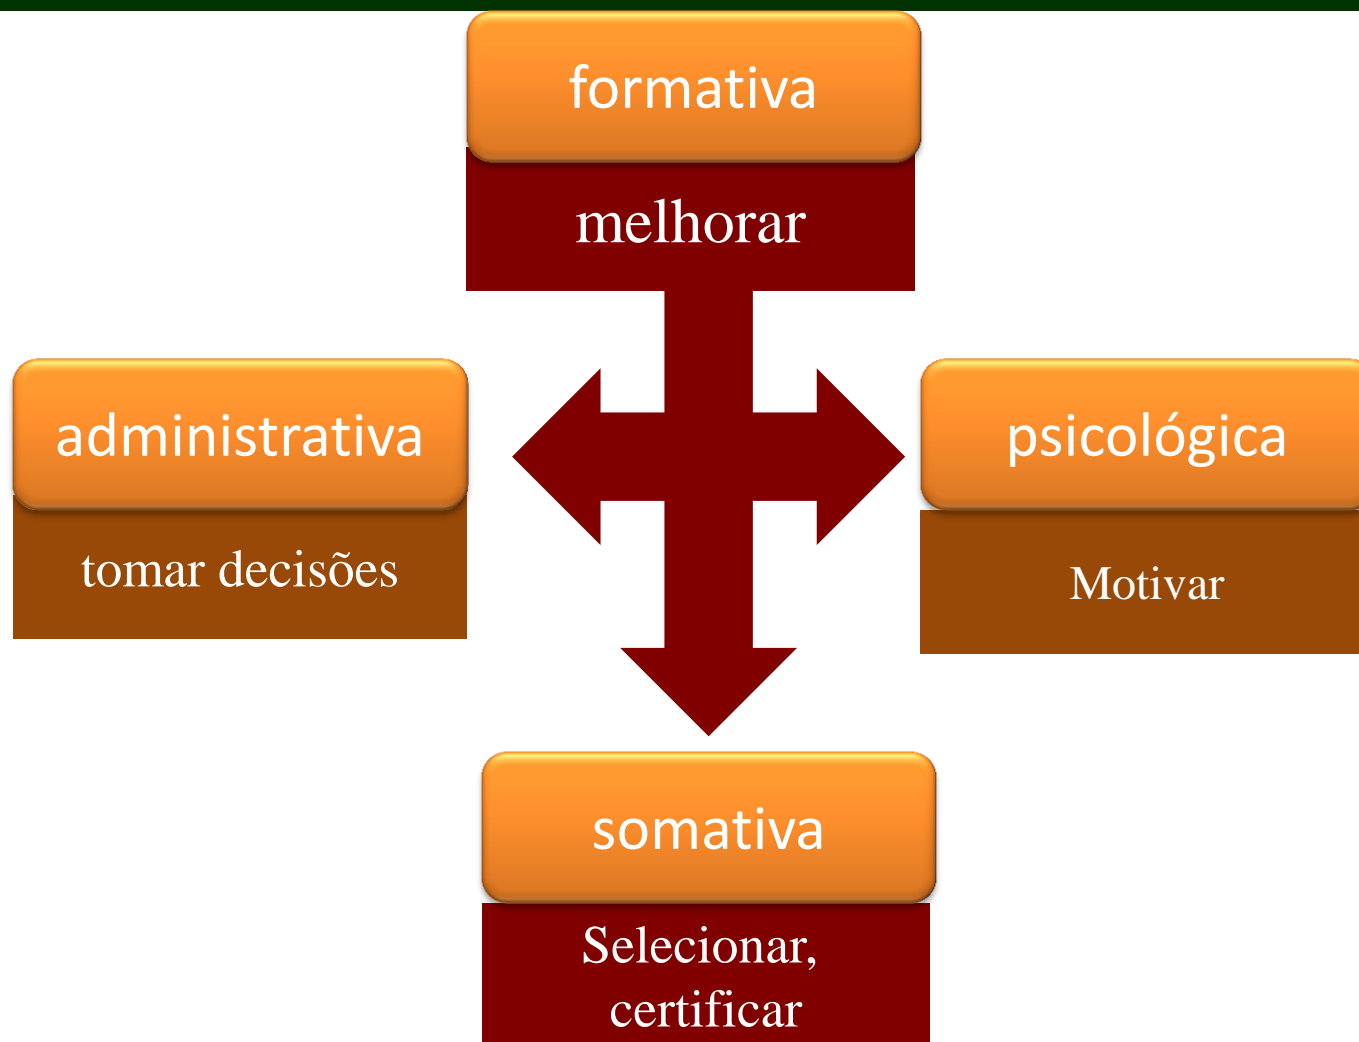 formativa
melhorar
administrativa
tomar decisões
psicológica
Motivar
somativa
Selecionar,
certificar